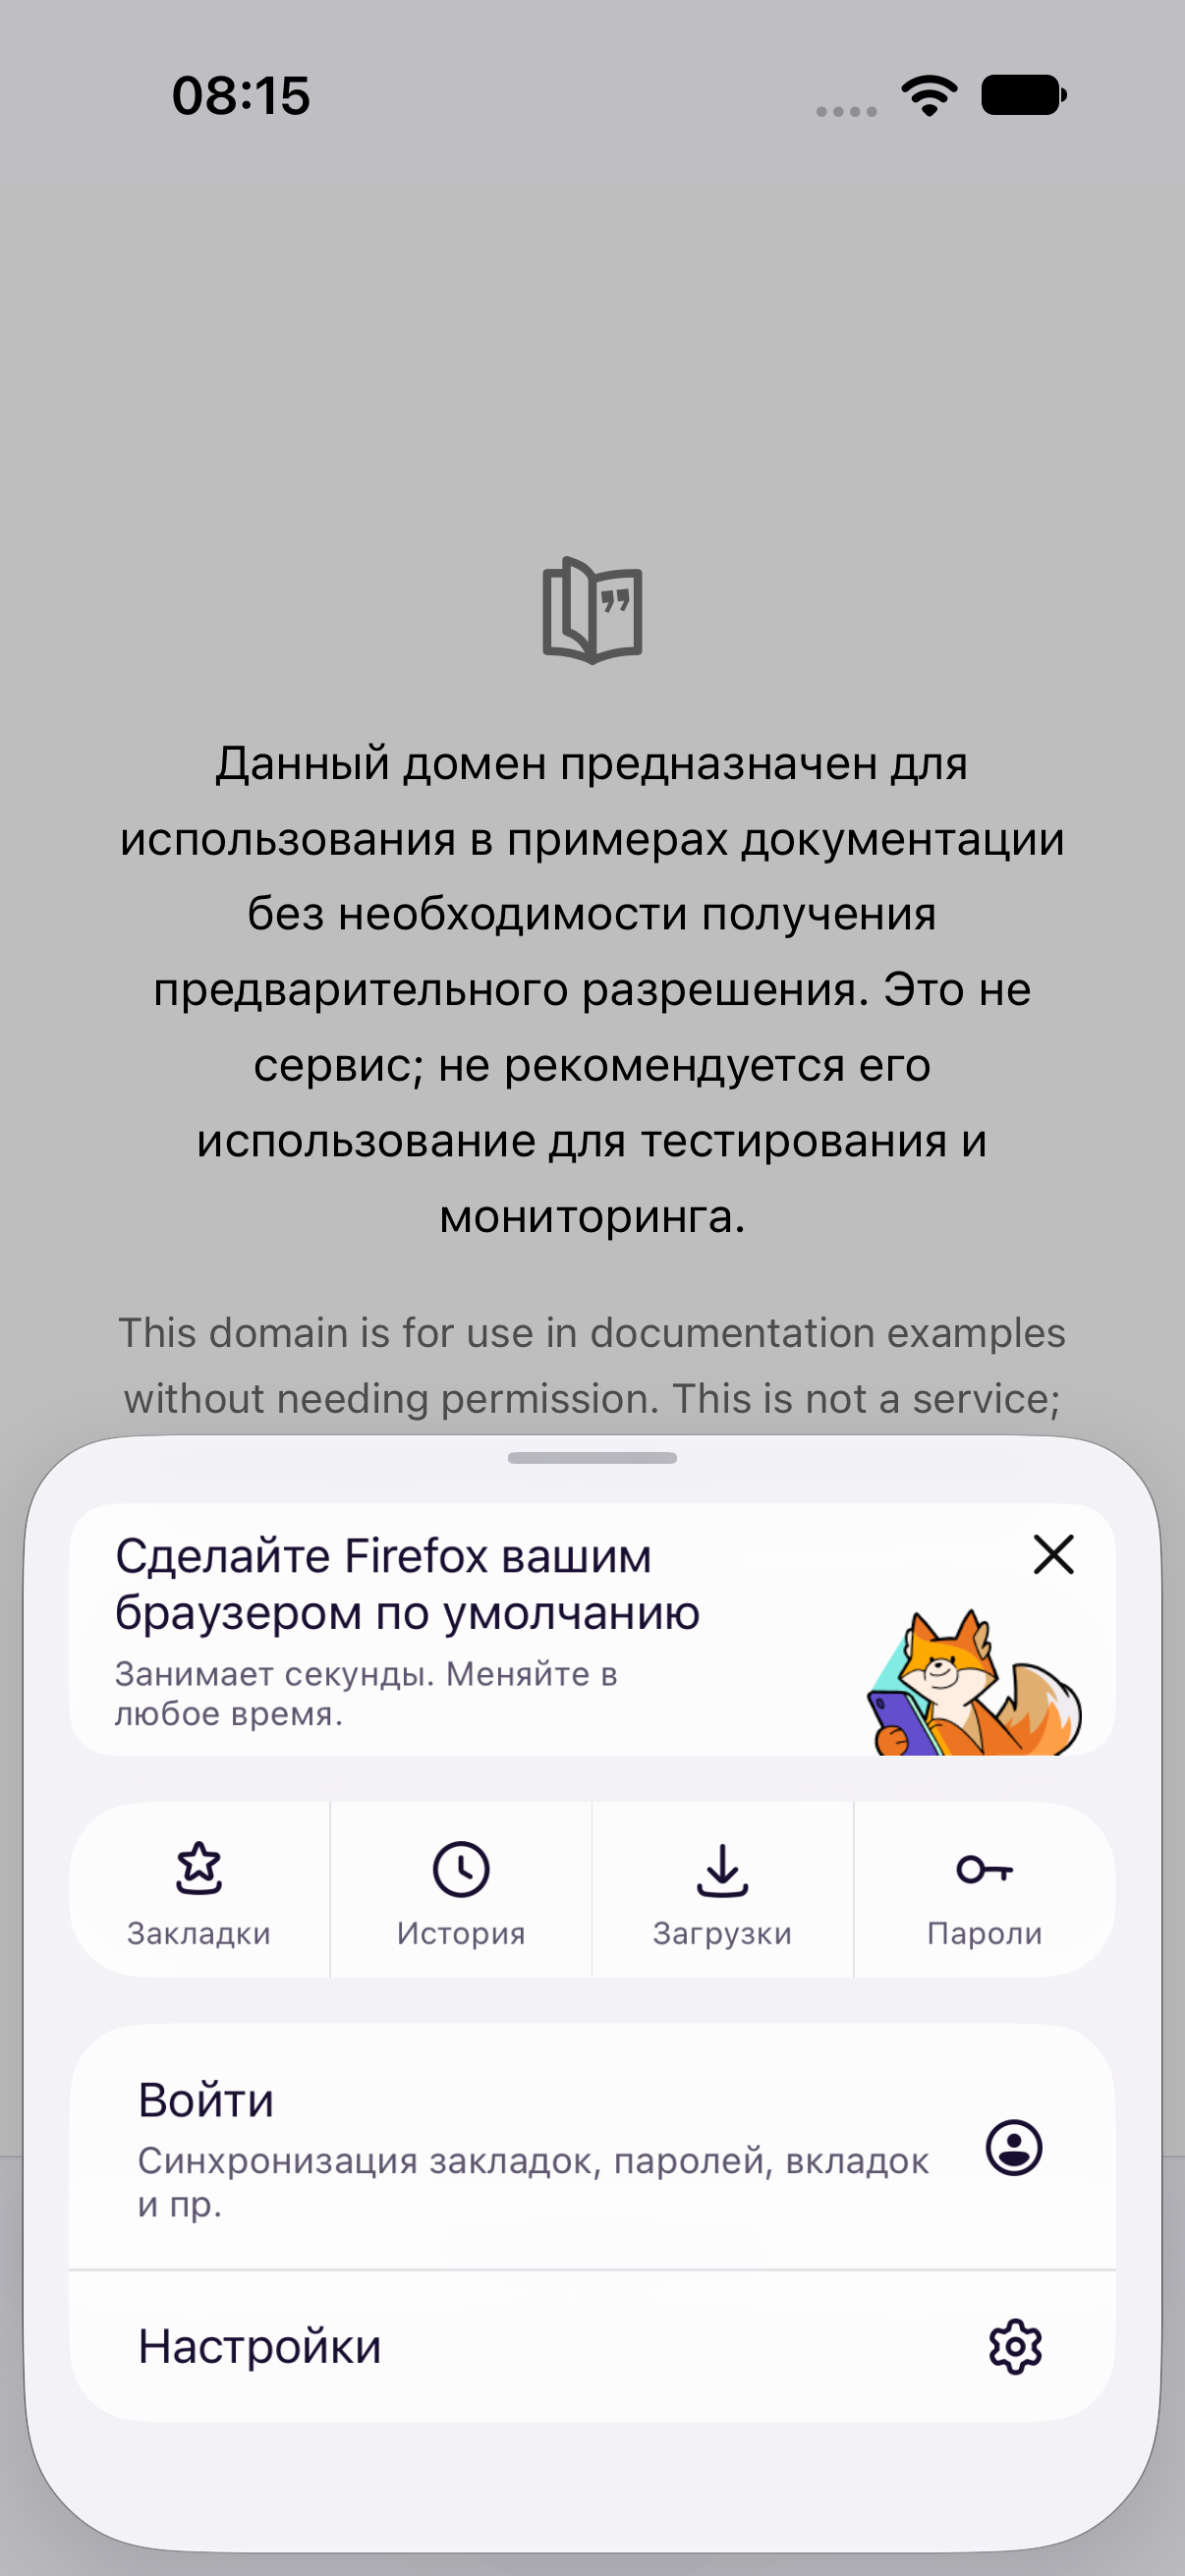 08:15
Данный домен предназначен для
использования в примерах документации
без необходимости получения
предварительного разрешения. Это не
сервис; не рекомендуется его
использование для тестирования и
мониторинга.
This domain is for use in documentation examples
without needing permission. This is not a service;
Сделайте Firefox вашим
браузером по умолчанию
Занимает секунды. Меняйте в
любое время.
Закладки
История
Загрузки
Пароли
Войти
Синхронизация закладок, паролей, вкладок
и пр.
Настройки